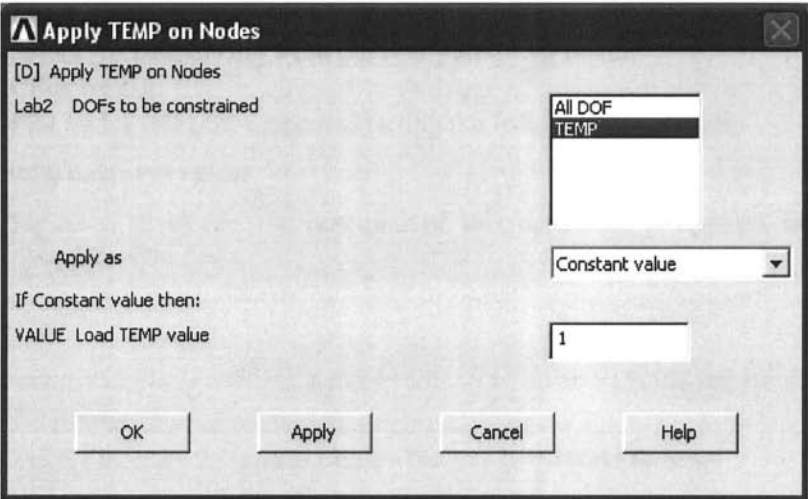 Apply TEMP on Nodes
[D] Apply TEMP on Nodes
Lab2 DOFs to be constrained
All DOF
TEMP
Apply as
Constant value
If Constant value then:
VALUE Load TEMP value
1
OK
Apply
Cancel
Help